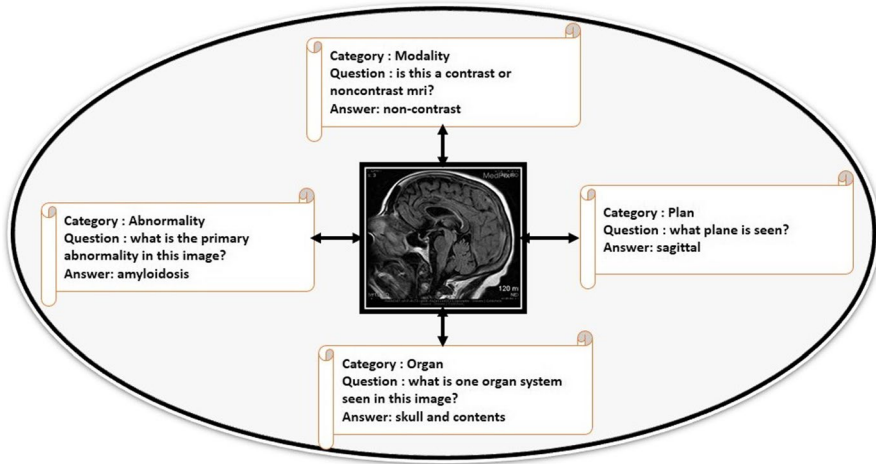 Category : Modality
Question : is this a contrast or
noncontrast mri?
Answer: non-contrast
Category : Abnormality
Question : what is the primary
abnormality in this image?
Answer: amyloidosis
120 m
Category : Plan
Question : what plane is seen?
Answer: sagittal
Category : Organ
Question : what is one organ system
seen in this image?
Answer: skull and contents